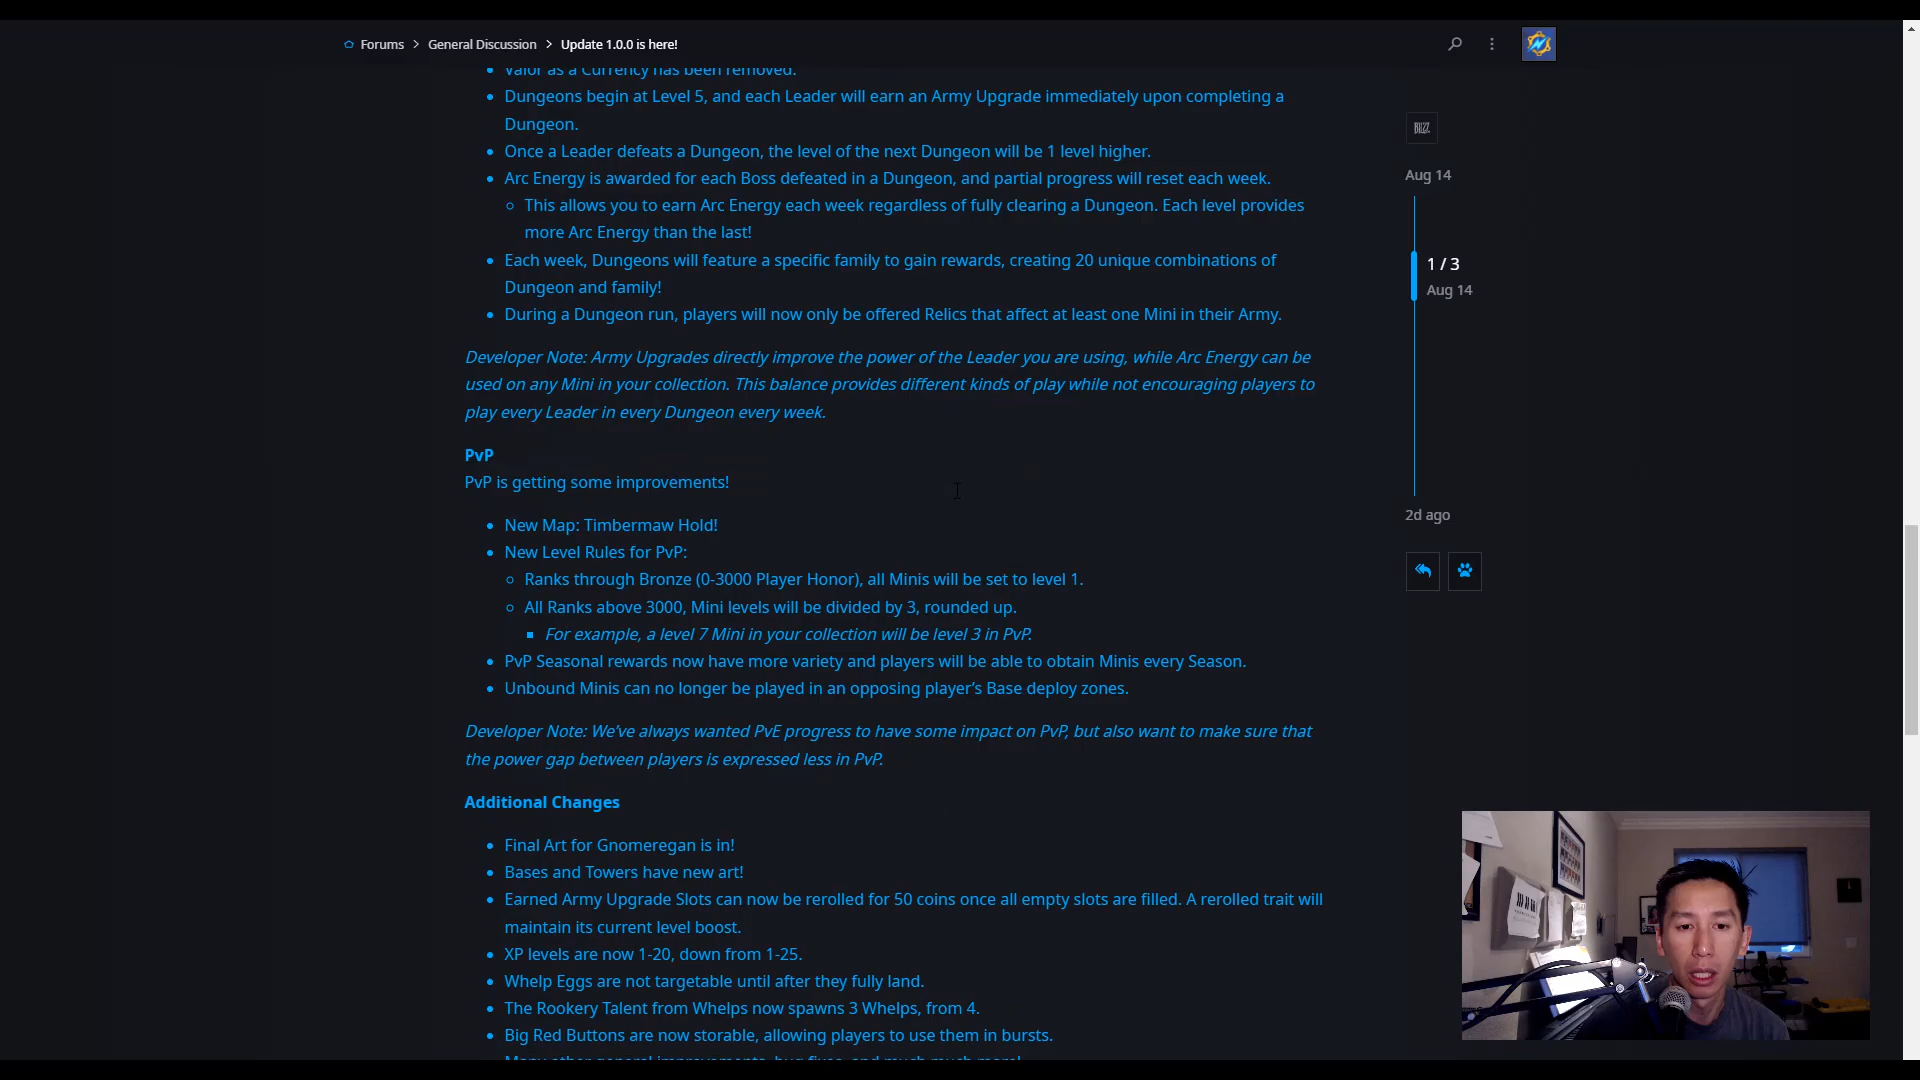 Forums > General Discussion > Update 1.0.0 is here!
Valor as a Currency has been removed.
Dungeons begin at Level 5, and each Leader will earn an Army Upgrade immediately upon completing a
Dungeon.
Once a Leader defeats a Dungeon, the level of the next Dungeon will be 1 level higher.
Arc Energy is awarded for each Boss defeated in a Dungeon, and partial progress will reset each week.
This allows you to earn Arc Energy each week regardless of fully clearing a Dungeon. Each level provides
more Arc Energy than the last!
Each week, Dungeons will feature a specific family to gain rewards, creating 20 unique combinations of
Dungeon and family!
During a Dungeon run, players will now only be offered Relics that affect at least one Mini in their Army.
Developer Note: Army Upgrades directly improve the power of the Leader you are using, while Arc Energy can be
used on any Mini in your collection. This balance provides different kinds of play while not encouraging players to
play every Leader in every Dungeon every week.
PvP
PvP is getting some improvements!
New Map: Timbermaw Hold!
New Level Rules for PvP:
Ranks through Bronze (0-3000 Player Honor), all Minis will be set to level 1.
All Ranks above 3000, Mini levels will be divided by 3, rounded up.
For example, a level 7 Mini in your collection will be level 3 in PvP.
PvP Seasonal rewards now have more variety and players will be able to obtain Minis every Season.
Unbound Minis can no longer be played in an opposing player’s Base deploy zones.
Developer Note: We’ve always wanted PvE progress to have some impact on PvP, but also want to make sure that
the power gap between players is expressed less in PvP.
Additional Changes
Final Art for Gnomeregan is in!
Bases and Towers have new art!
Earned Army Upgrade Slots can now be rerolled for 50 coins once all empty slots are filled. A rerolled trait will
maintain its current level boost.
XP levels are now 1-20, down from 1-25.
Whelp Eggs are not targetable until after they fully land.
The Rookery Talent from Whelps now spawns 3 Whelps, from 4.
Big Red Buttons are now storable, allowing players to use them in bursts.
Many other general improvements, bug fixes, and much much more!
BLIZZ
Aug 14
1 / 3
Aug 14
2d ago